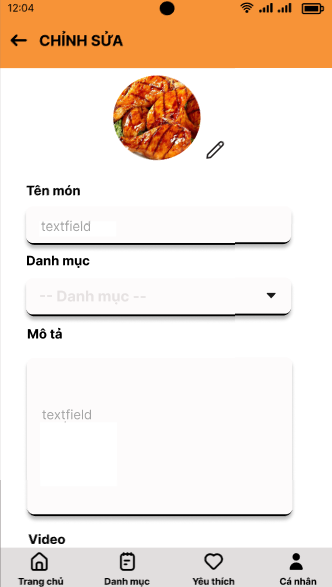 12:04
CHỈNH SỬA
Tên món
textfield
Danh mục
-- Danh mục --
Mô tả
textfield
Video
Trang chủ Danh mục Yêu thích Cá nhân